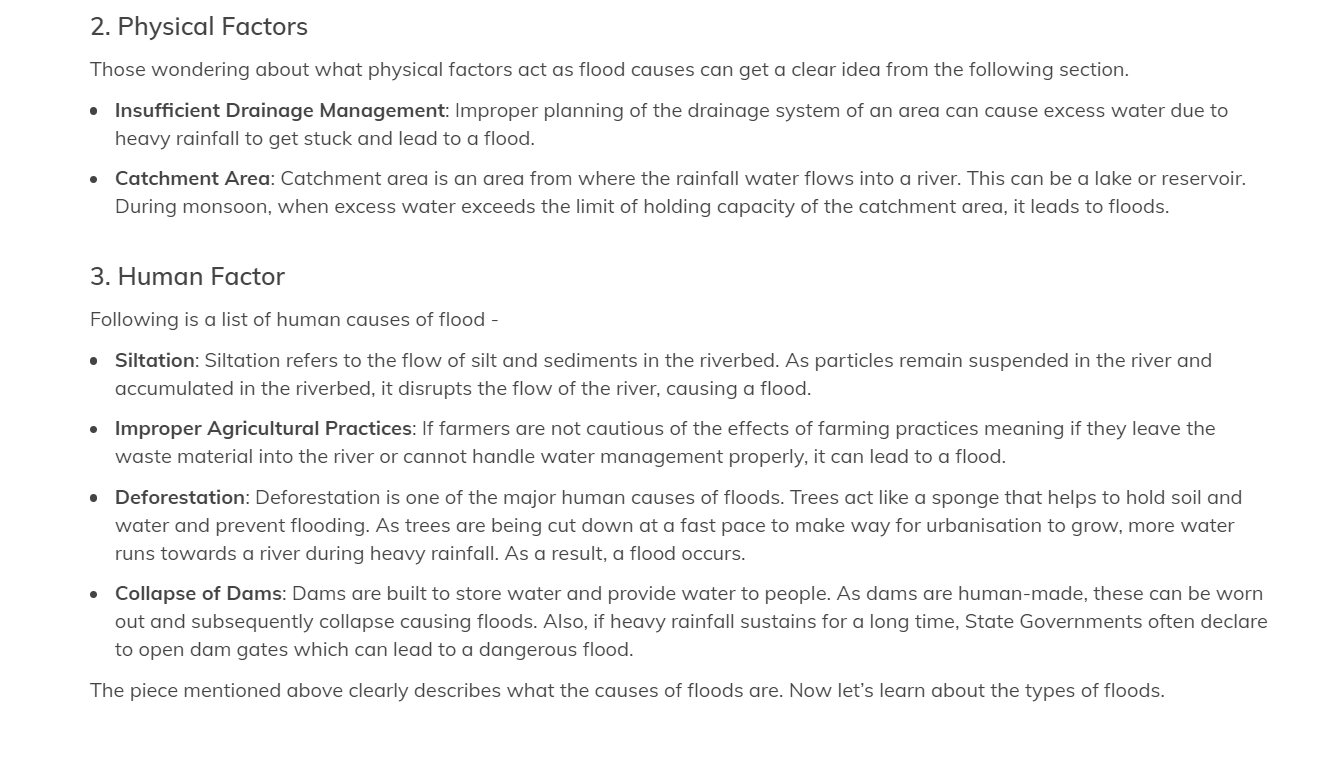 2. Physical Factors
Those wondering about what physical factors act as flood causes can get a clear idea from the following section.
• Insufficient Drainage Management: Improper planning of the drainage system of an area can cause excess water due to
heavy rainfall to get stuck and lead to a flood.
• Catchment Area: Catchment area is an area from where the rainfall water flows into a river. This can be a lake or reservoir.
During monsoon, when excess water exceeds the limit of holding capacity of the catchment area, it leads to floods.
3. Human Factor
Following is a list of human causes of flood -
• Siltation: Siltation refers to the flow of silt and sediments in the riverbed. As particles remain suspended in the river and
accumulated in the riverbed, it disrupts the flow of the river, causing a flood.
• Improper Agricultural Practices: If farmers are not cautious of the effects of farming practices meaning if they leave the
waste material into the river or cannot handle water management properly, it can lead to a flood.
• Deforestation: Deforestation is one of the major human causes of floods. Trees act like a sponge that helps to hold soil and
water and prevent flooding. As trees are being cut down at a fast pace to make way for urbanisation to grow, more water
runs towards a river during heavy rainfall. As a result, a flood occurs.
• Collapse of Dams: Dams are built to store water and provide water to people. As dams are human-made, these can be worn
out and subsequently collapse causing floods. Also, if heavy rainfall sustains for a long time, State Governments often declare
to open dam gates which can lead to a dangerous flood.
The piece mentioned above clearly describes what the causes of floods are. Now let’s learn about the types of floods.